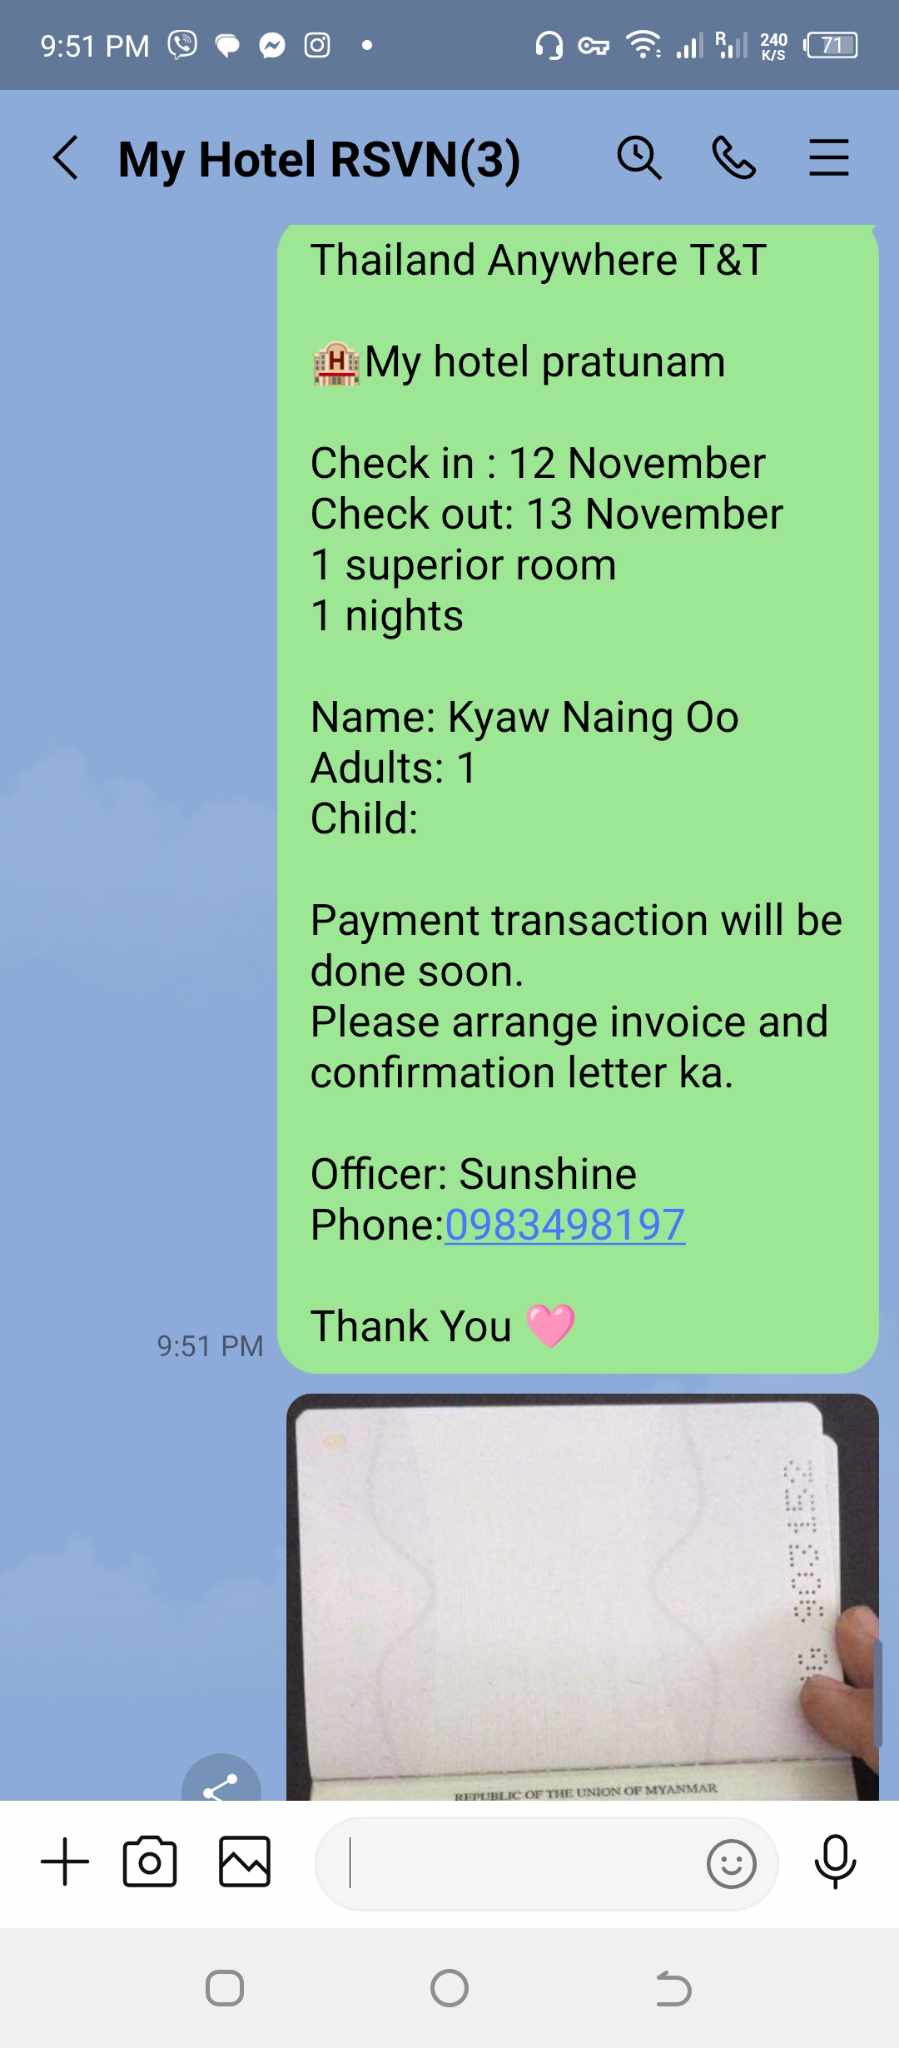 9:51 PM
R
240
K/S
71
My Hotel RSVN(3)
Thailand Anywhere T&T
🏨My hotel pratunam
Check in : 12 November
Check out: 13 November
1 superior room
1 nights
Name: Kyaw Naing Oo
Adults: 1
Child:
Payment transaction will be
done soon.
Please arrange invoice and
confirmation letter ka.
Officer: Sunshine
Phone:0983498197
Thank You 🩷
9:51 PM
REPUBLIC OF THE UNION OF MYANMAR